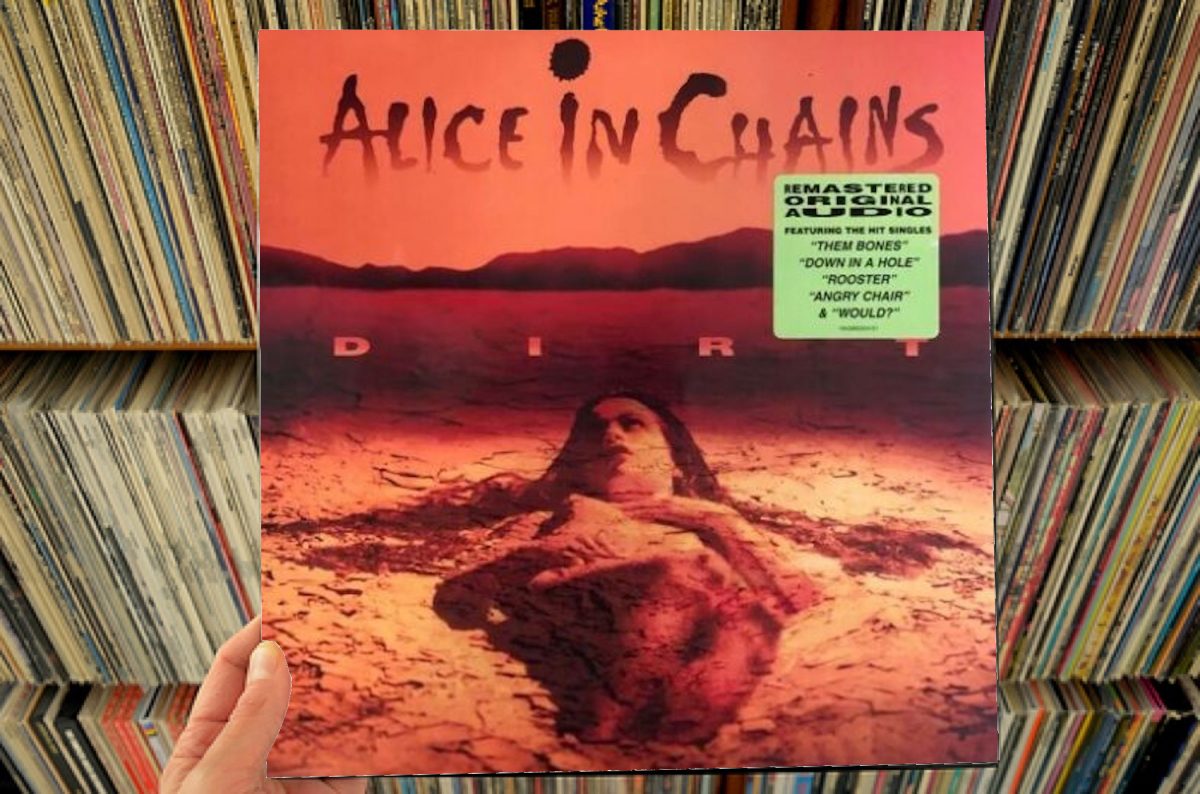 ALICE IN CHAINS
REMASTERED
ORIGINAL
AUDIO
FEATURING THE HIT SINGLES
"THEM BONES"
"DOWN IN A HOLE"
"ROOSTER"
"ANGRY CHAIR"
& "WOULD?"
DIRT